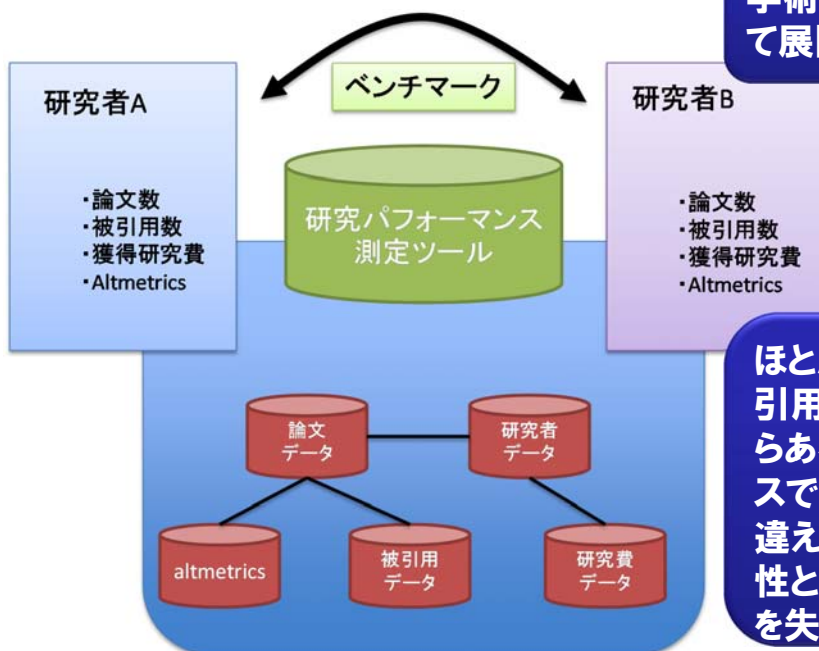 学術
て展
ベンチマーク
研究者A
・論文数
・被引用数
・獲得研究費
・Altmetrics
研究パフォーマンス
測定ツール
研究者B
・論文数
・被引用数
・獲得研究費
・Altmetrics
論文
データ
研究者
データ
altmetrics
被引用
データ
研究費
データ
ほと
引用
らあ
スで
違え
性と
を失